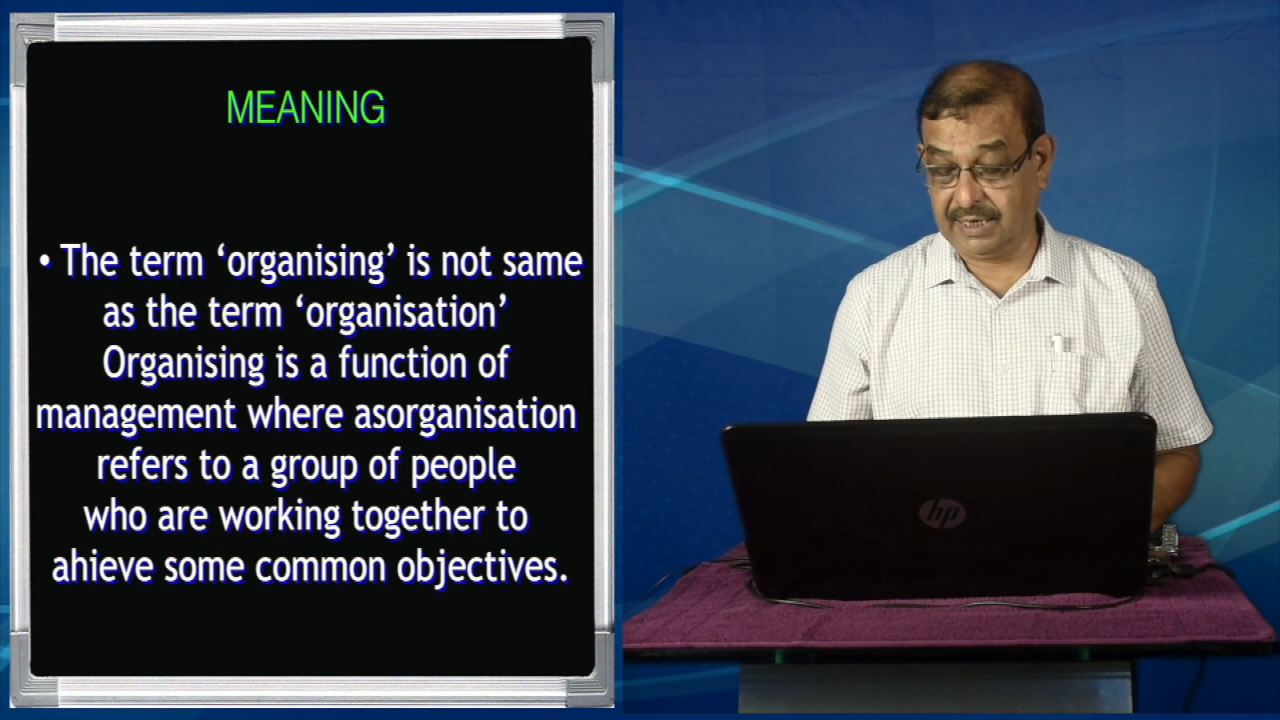 MEANING
• The term ‘organising’ is not same
as the term ‘organisation’
Organising is a function of
management where asorganisation
refers to a group of people
who are working together to
ahieve some common objectives.
hp